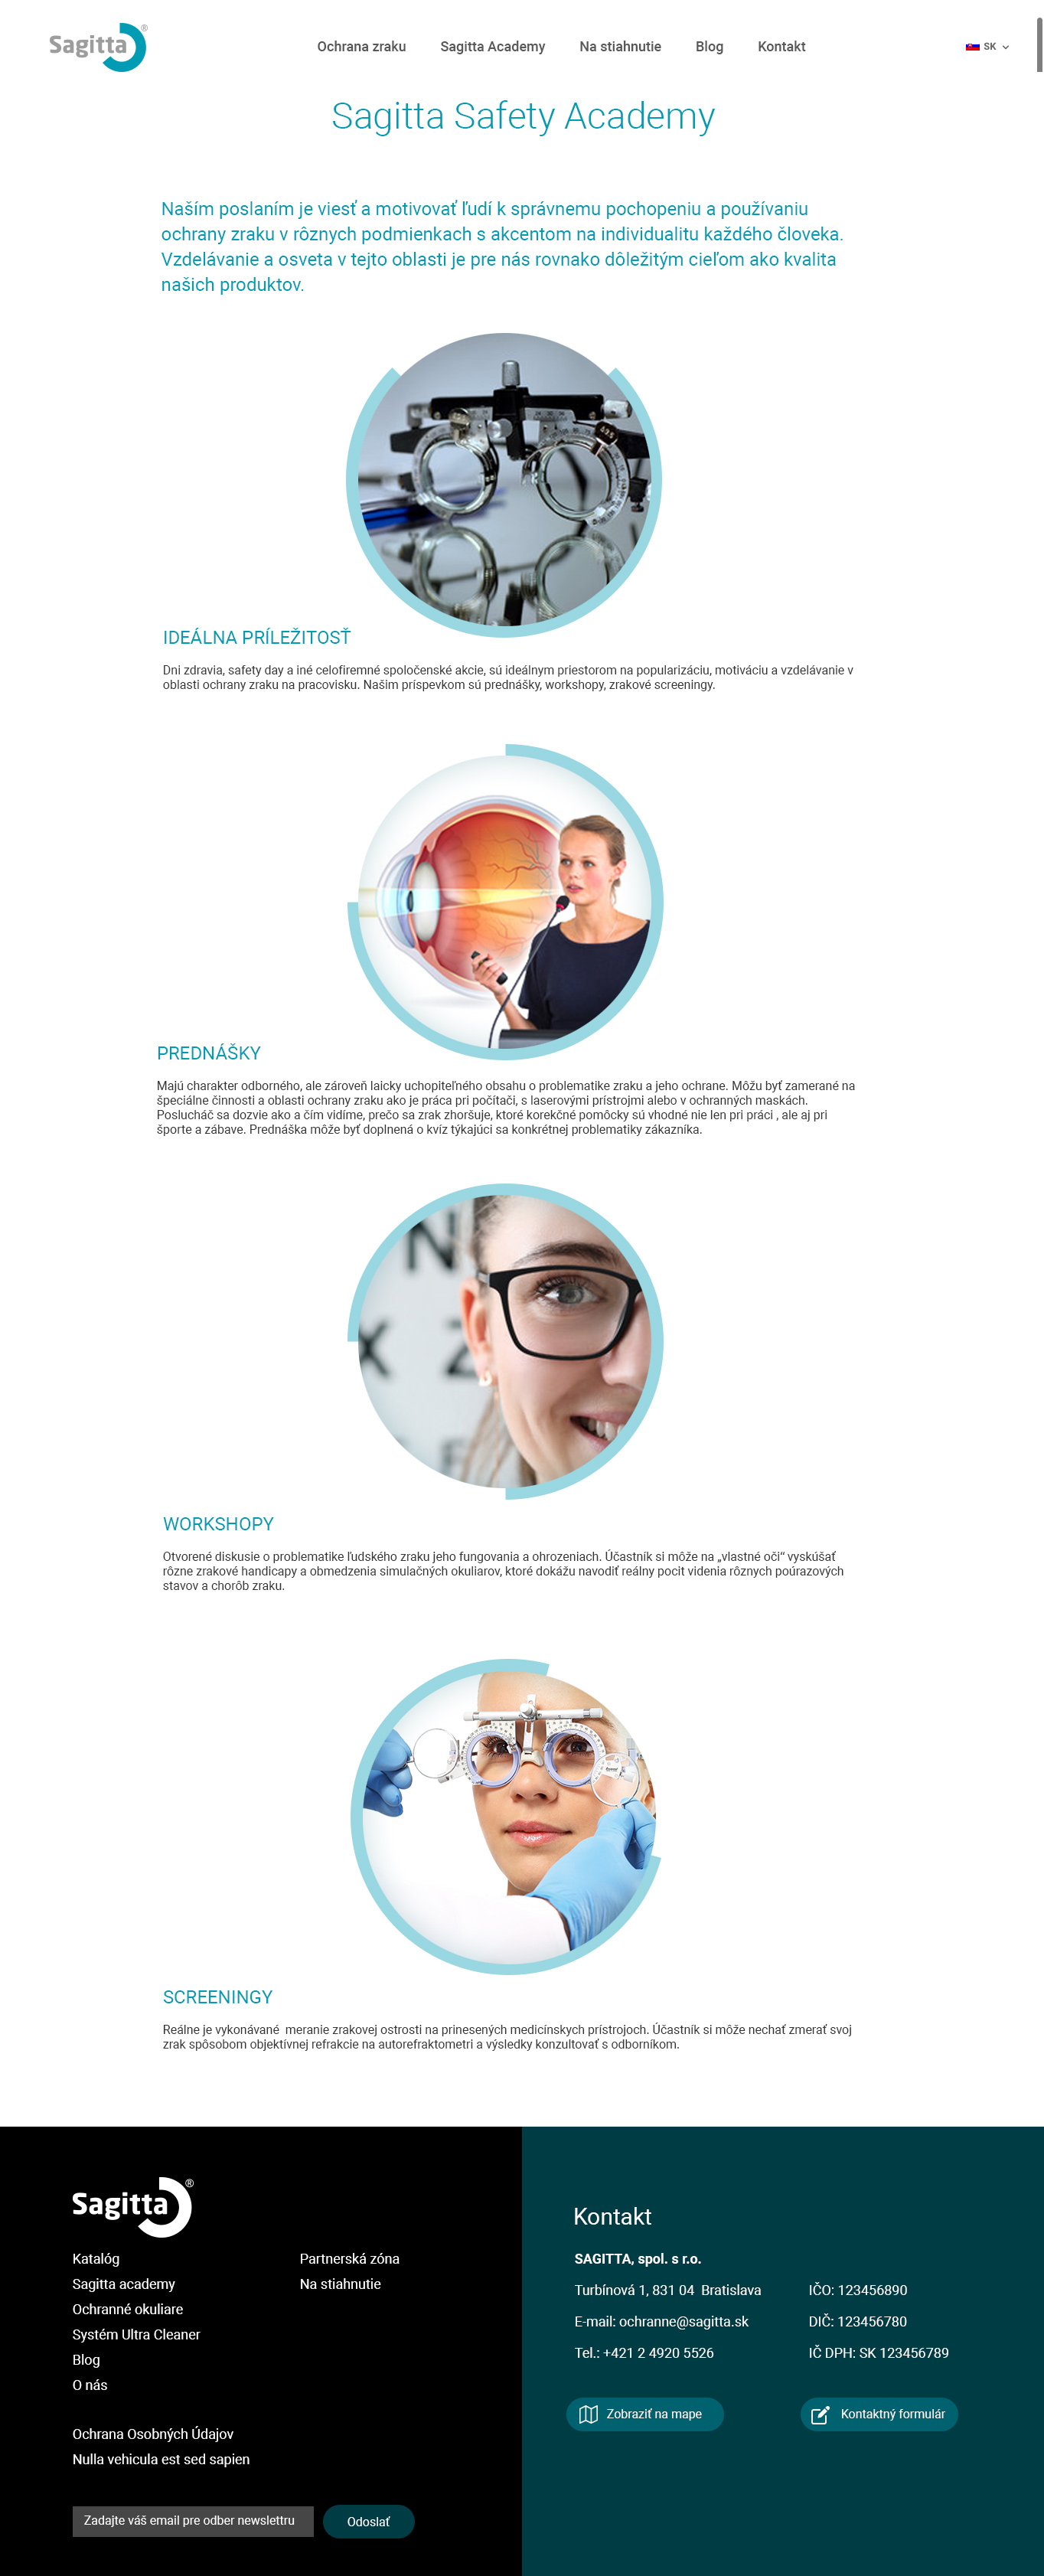 Sagitta®
Ochrana zraku
Sagitta Academy
Na stiahnutie
Blog
Kontakt
SK
Sagitta Safety Academy
Naším poslaním je viesť a motivovať ľudí k správnemu pochopeniu a používaniu
ochrany zraku v rôznych podmienkach s akcentom na individualitu každého človeka.
Vzdelávanie a osveta v tejto oblasti je pre nás rovnako dôležitým cieľom ako kvalita
našich produktov.
IDEÁLNA PRÍLEŽITOSŤ
Dni zdravia, safety day a iné celofiremné spoločenské akcie, sú ideálnym priestorom na popularizáciu, motiváciu a vzdelávanie v
oblasti ochrany zraku na pracovisku. Našim príspevkom sú prednášky, workshopy, zrakové screeningy.
PREDNÁŠKY
Majú charakter odborného, ale zároveň laicky uchopiteľného obsahu o problematike zraku a jeho ochrane. Môžu byť zamerané na
špeciálne činnosti a oblasti ochrany zraku ako je práca pri počítači, s laserovými prístrojmi alebo v ochranných maskách.
Poslucháč sa dozvie ako a čím vidíme, prečo sa zrak zhoršuje, ktoré korekčné pomôcky sú vhodné nie len pri práci , ale aj pri
športe a zábave. Prednáška môže byť doplnená o kvíz týkajúci sa konkrétnej problematiky zákazníka.
N
X Z
F
WORKSHOPY
Otvorené diskusie o problematike ľudského zraku jeho fungovania a ohrozeniach. Účastník si môže na „vlastné oči“ vyskúšať
rôzne zrakové handicapy a obmedzenia simulačných okuliarov, ktoré dokážu navodiť reálny pocit videnia rôznych poúrazových
stavov a chorôb zraku.
SCREENINGY
Reálne je vykonávané  meranie zrakovej ostrosti na prinesených medicínskych prístrojoch. Účastník si môže nechať zmerať svoj
zrak spôsobom objektívnej refrakcie na autorefraktometri a výsledky konzultovať s odborníkom.
Sagitta®
Katalóg
Sagitta academy
Ochranné okuliare
Systém Ultra Cleaner
Blog
O nás
Partnerská zóna
Na stiahnutie
Ochrana Osobných Údajov
Nulla vehicula est sed sapien
Zadajte váš email pre odber newslettru
Odoslať
Kontakt
SAGITTA, spol. s r.o.
Turbínová 1, 831 04  Bratislava
E-mail: ochranne@sagitta.sk
Tel.: +421 2 4920 5526
IČO: 123456890
DIČ: 123456780
IČ DPH: SK 123456789
Zobraziť na mape
Kontaktný formulár